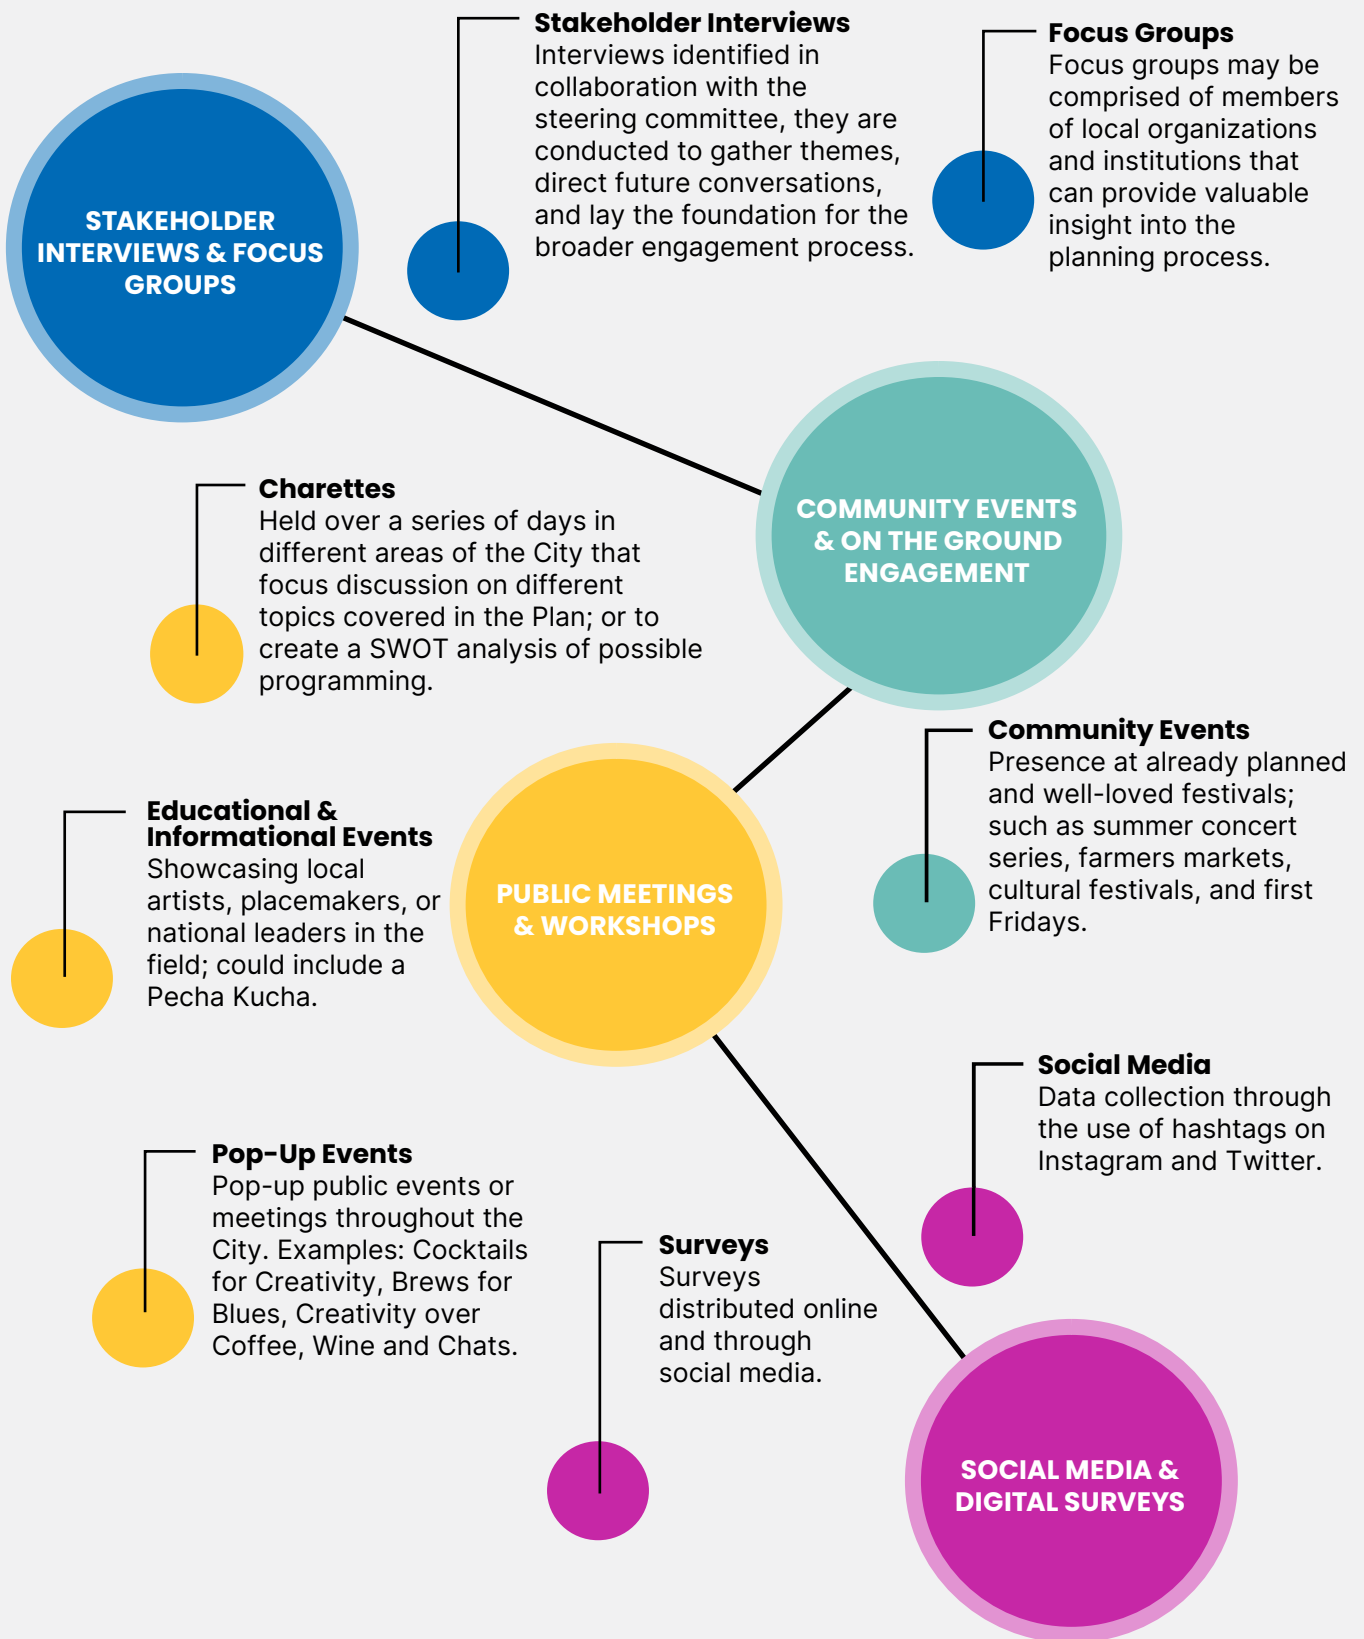 Stakeholder Interviews
Interviews identified in
collaboration with the
steering committee, they are
conducted to gather themes,
direct future conversations,
and lay the foundation for the
broader engagement process.
Focus Groups
Focus groups may be
comprised of members
of local organizations
and institutions that
can provide valuable
insight into the
planning process.
STAKEHOLDER
INTERVIEWS & FOCUS
GROUPS
COMMUNITY EVENTS
& ON THE GROUND
ENGAGEMENT
Charettes
Held over a series of days in
different areas of the City that
focus discussion on different
topics covered in the Plan; or to
create a SWOT analysis of possible
programming.
Community Events
Presence at already planned
and well-loved festivals;
such as summer concert
series, farmers markets,
cultural festivals, and first
Fridays.
Educational &
Informational Events
Showcasing local
artists, placemakers, or
national leaders in the
field; could include a
Pecha Kucha.
PUBLIC MEETINGS
& WORKSHOPS
Social Media
Data collection through
the use of hashtags on
Instagram and Twitter.
Pop-Up Events
Pop-up public events or
meetings throughout the
City. Examples: Cocktails
for Creativity, Brews for
Blues, Creativity over
Coffee, Wine and Chats.
Surveys
Surveys
distributed online
and through
social media.
SOCIAL MEDIA &
DIGITAL SURVEYS